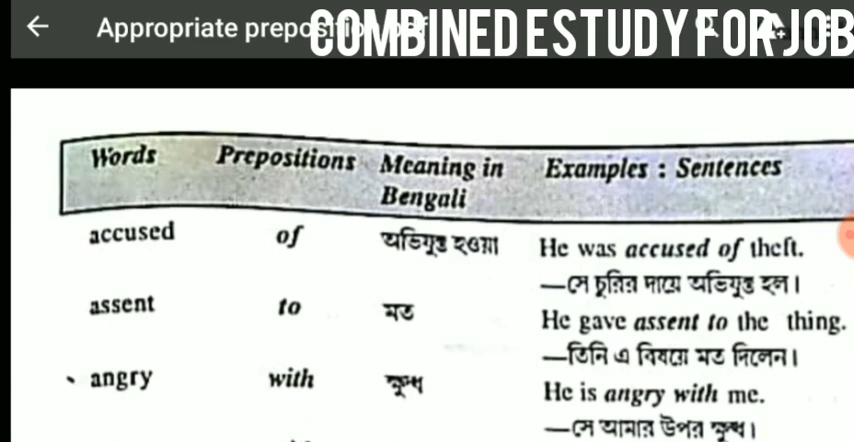 ← Appropriate preposition.pdf
COMBINED ESTUDY FOR JOB
Words Prepositions Meaning in Bengali Examples : Sentences
accused of অভিযুক্ত হওয়া He was accused of theft.
—সে চুরির দায়ে অভিযুক্ত হল।
assent to মত He gave assent to the thing.
—তিনি এ বিষয়ে মত দিলেন।
angry with ক্ষুব্ধ He is angry with me.
—সে আমার উপর ক্ষুব্ধ।